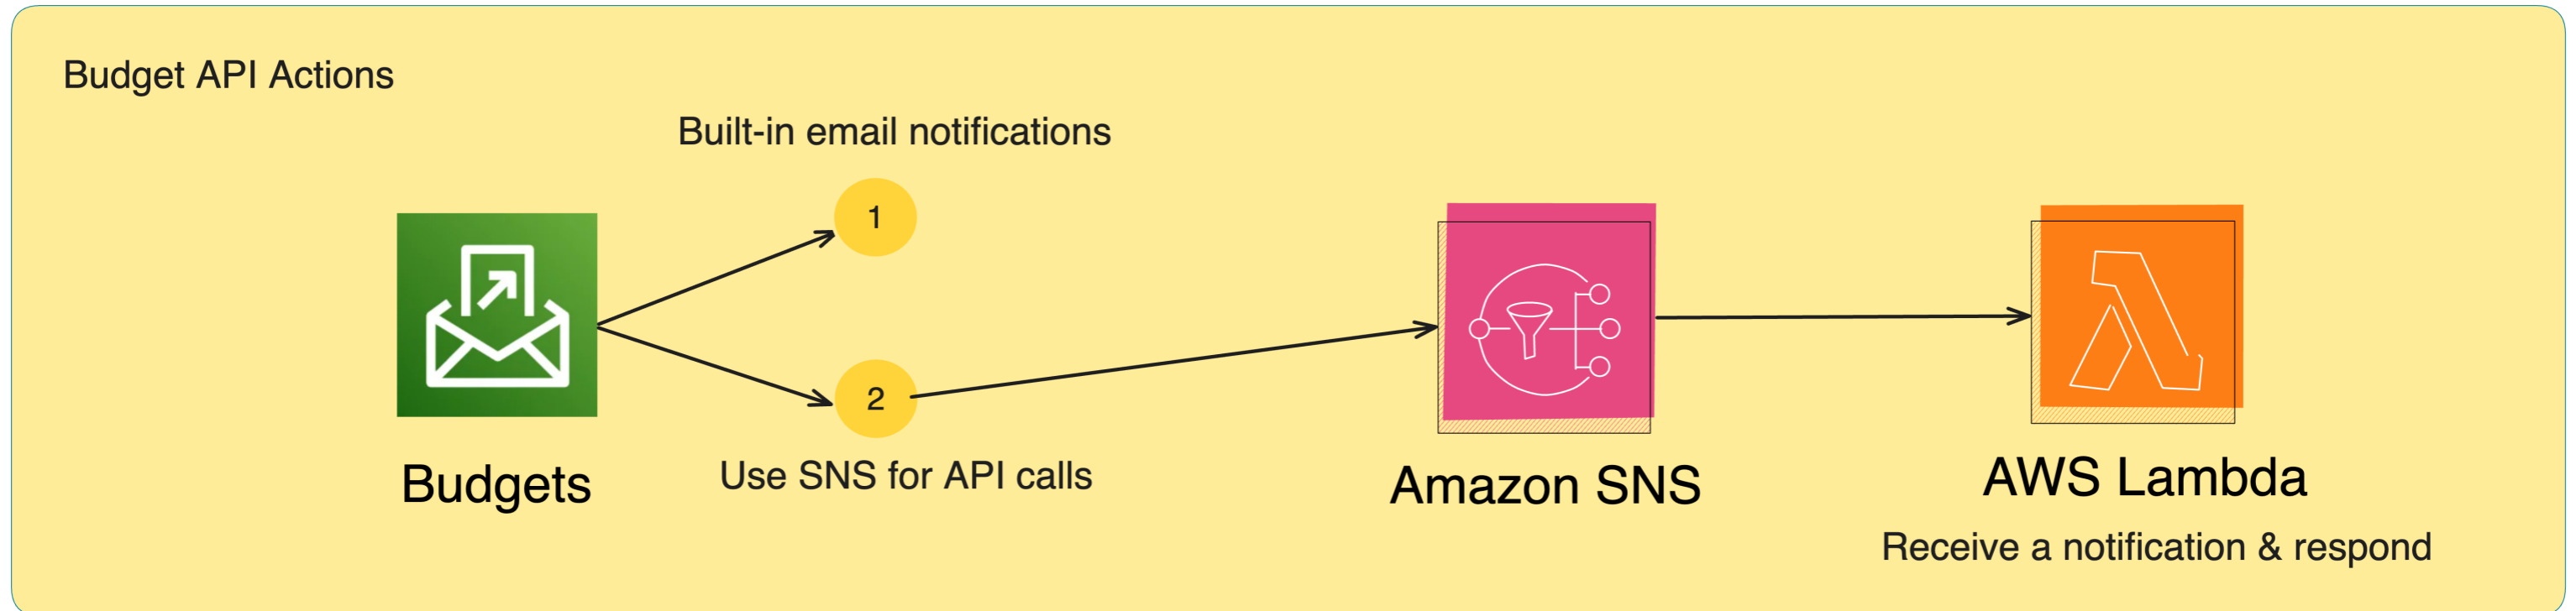 Budget API Actions
Built-in email notifications
1
2
Use SNS for API calls
Budgets
Amazon SNS
AWS Lambda
Receive a notification & respond